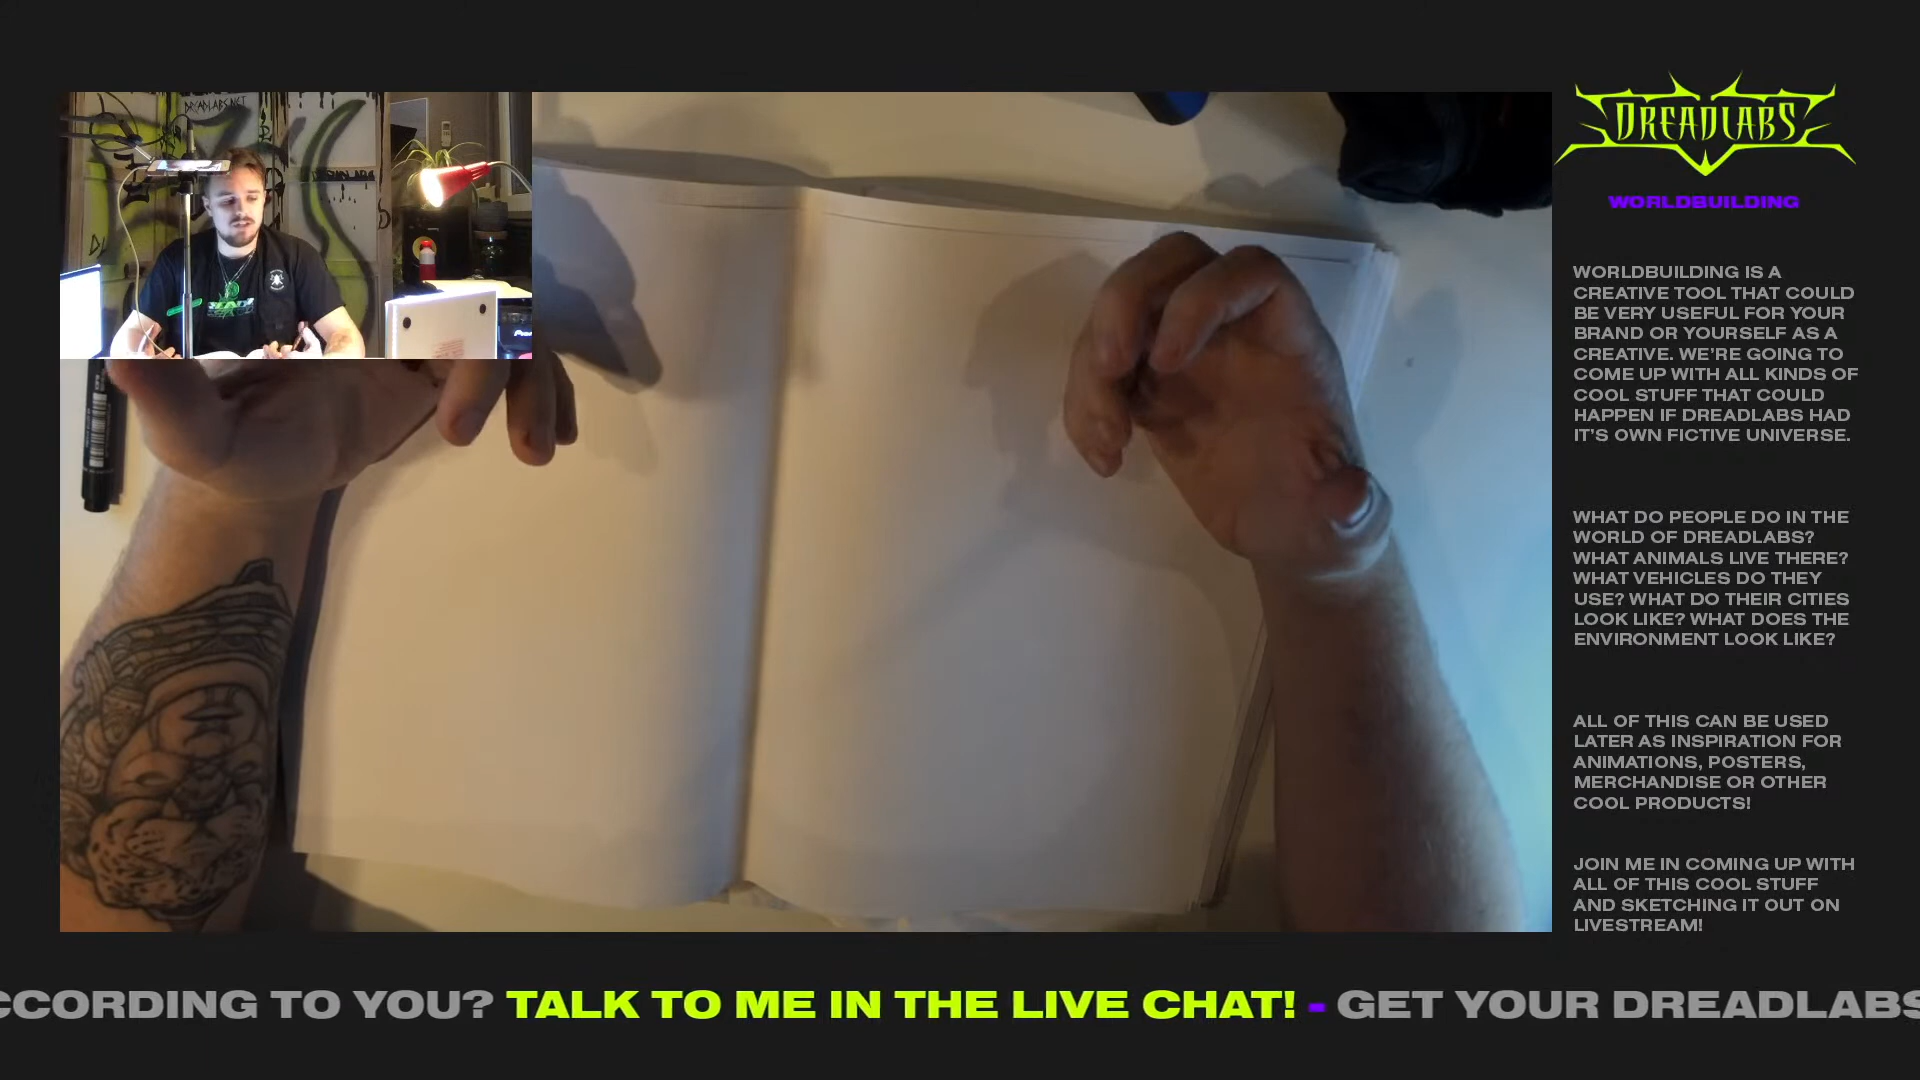 DREADLABS.NET
DREADLABS
WORLDBUILDING
WORLDBUILDING IS A
CREATIVE TOOL THAT COULD
BE VERY USEFUL FOR YOUR
BRAND OR YOURSELF AS A
CREATIVE. WE'RE GOING TO
COME UP WITH ALL KINDS OF
COOL STUFF THAT COULD
HAPPEN IF DREADLABS HAD
IT'S OWN FICTIVE UNIVERSE.
WHAT DO PEOPLE DO IN THE
WORLD OF DREADLABS?
WHAT ANIMALS LIVE THERE?
WHAT VEHICLES DO THEY
USE? WHAT DO THEIR CITIES
LOOK LIKE? WHAT DOES THE
ENVIRONMENT LOOK LIKE?
ALL OF THIS CAN BE USED
LATER AS INSPIRATION FOR
ANIMATIONS, POSTERS,
MERCHANDISE OR OTHER
COOL PRODUCTS!
JOIN ME IN COMING UP WITH
ALL OF THIS COOL STUFF
AND SKETCHING IT OUT ON
LIVESTREAM!
CCORDING TO YOU? TALK TO ME IN THE LIVE CHAT! - GET YOUR DREADLABS